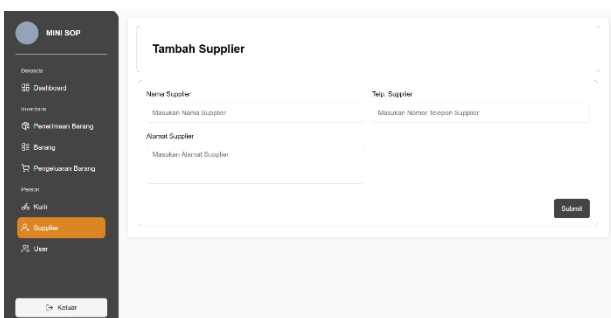 MINI SOP
Beranda
Dashboard
Inventaris
Penerimaan Barang
Barang
Pengeluaran Barang
Person
Kurir
Supplier
User
Keluar
Tambah Supplier
Nama Supplier
Telp. Supplier
Masukan Nama Supplier
Masukan Nomor Telepon Supplier
Alamat Supplier
Masukan Alamat Supplier
Submit